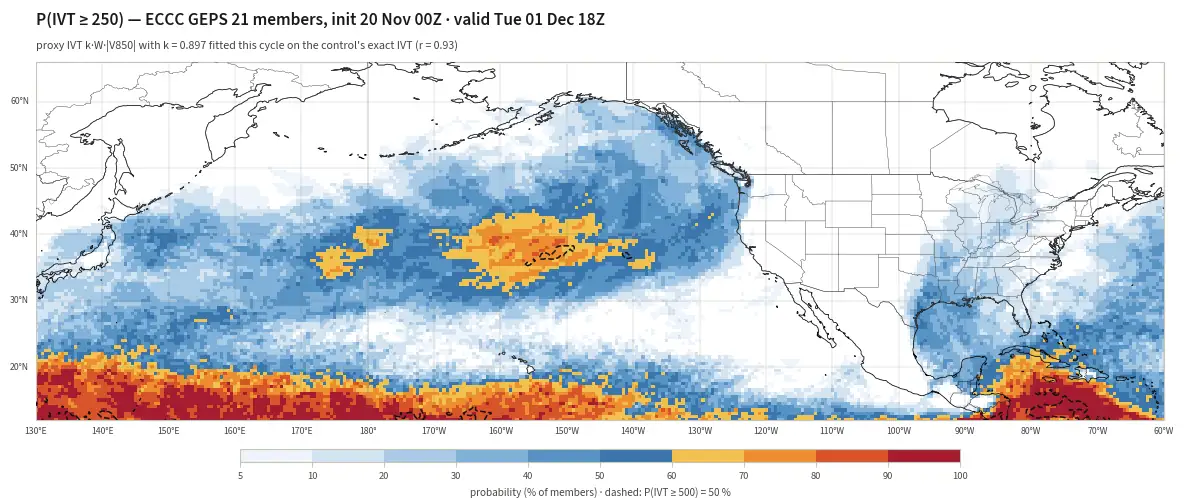 P(IVT ≥ 250) — ECCC GEPS 21 members, init 20 Nov 00Z · valid Tue 01 Dec 18Z
proxy IVT k·W·|V850| with k = 0.897 fitted this cycle on the control's exact IVT (r = 0.93)
60°N
50°N
40°N
30°N
20°N
130°E 140°E 150°E 160°E 170°E 180° 170°W 160°W 150°W 140°W 130°W 120°W 110°W 100°W 90°W 80°W 70°W 60°W
5 10 20 30 40 50 60 70 80 90 100
probability (% of members) · dashed: P(IVT ≥ 500) = 50 %